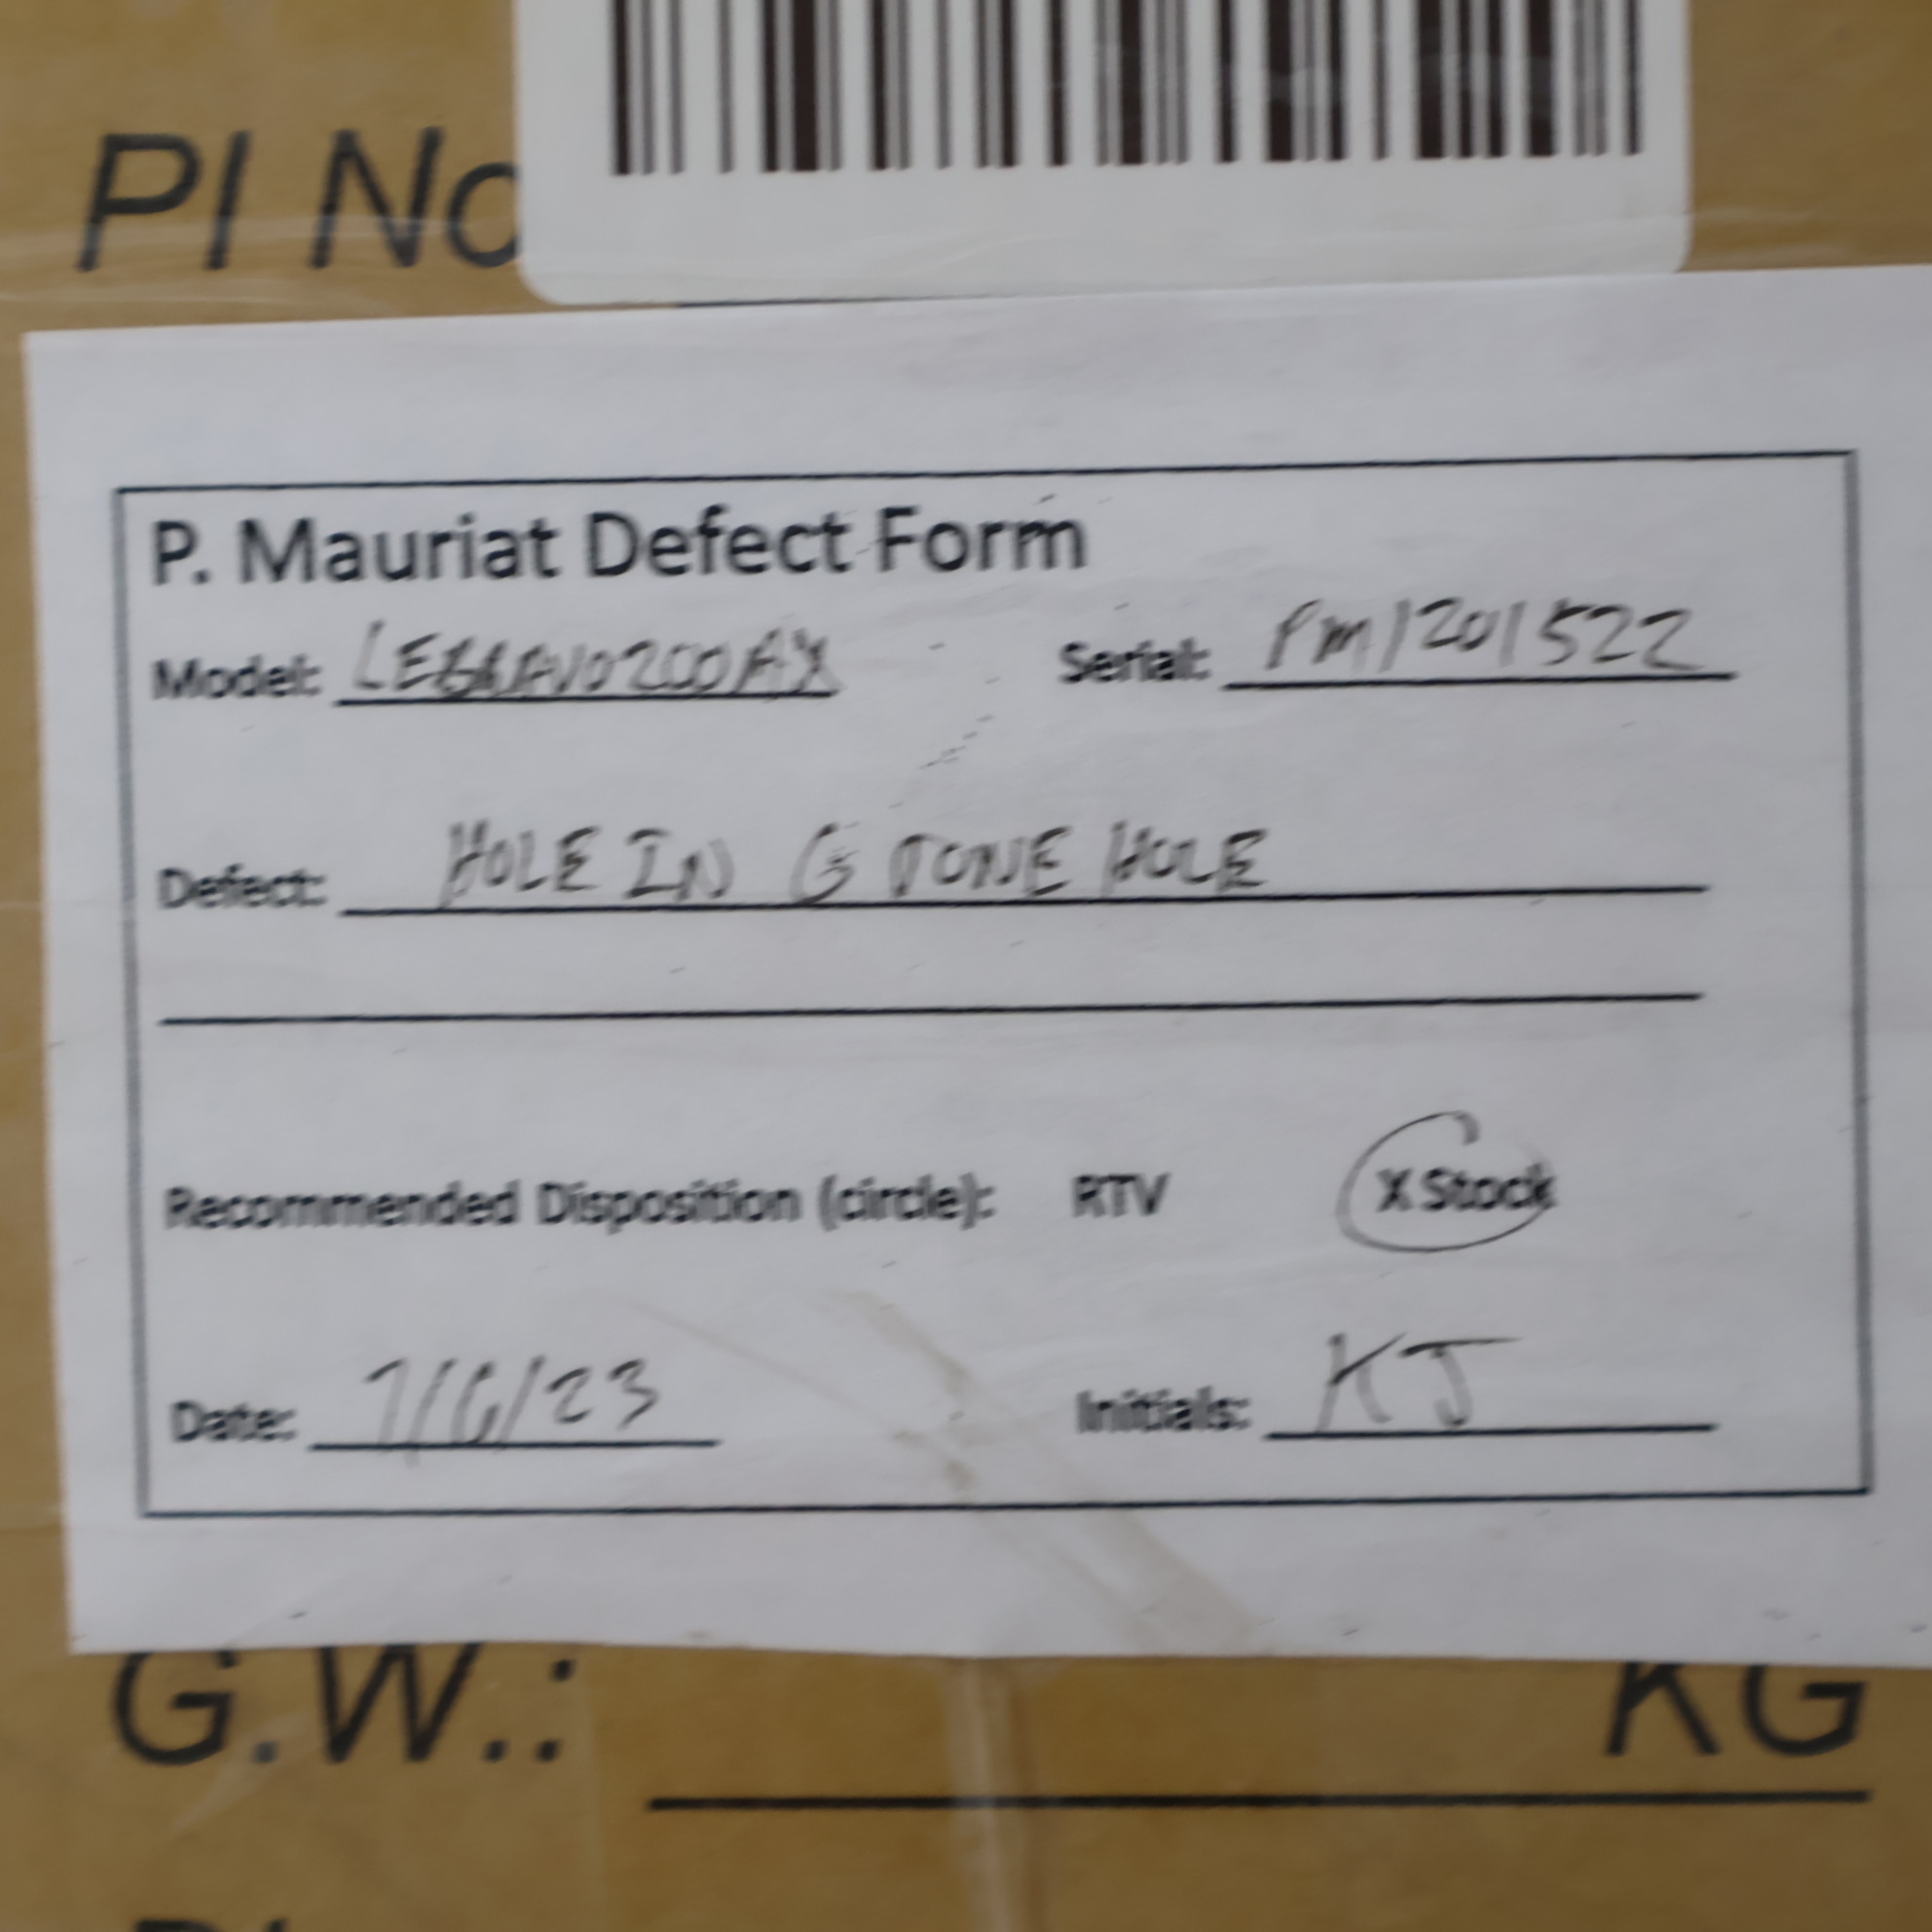 PI No
P. Mauriat Defect Form
Model: LEBRAVO200AX Serial: PM1201522
Defect: HOLE IN G TONE HOLE
Recommended Disposition (circle): RTV X Stock
Date: 7/6/23 Initials: KJ
G.W.: KG